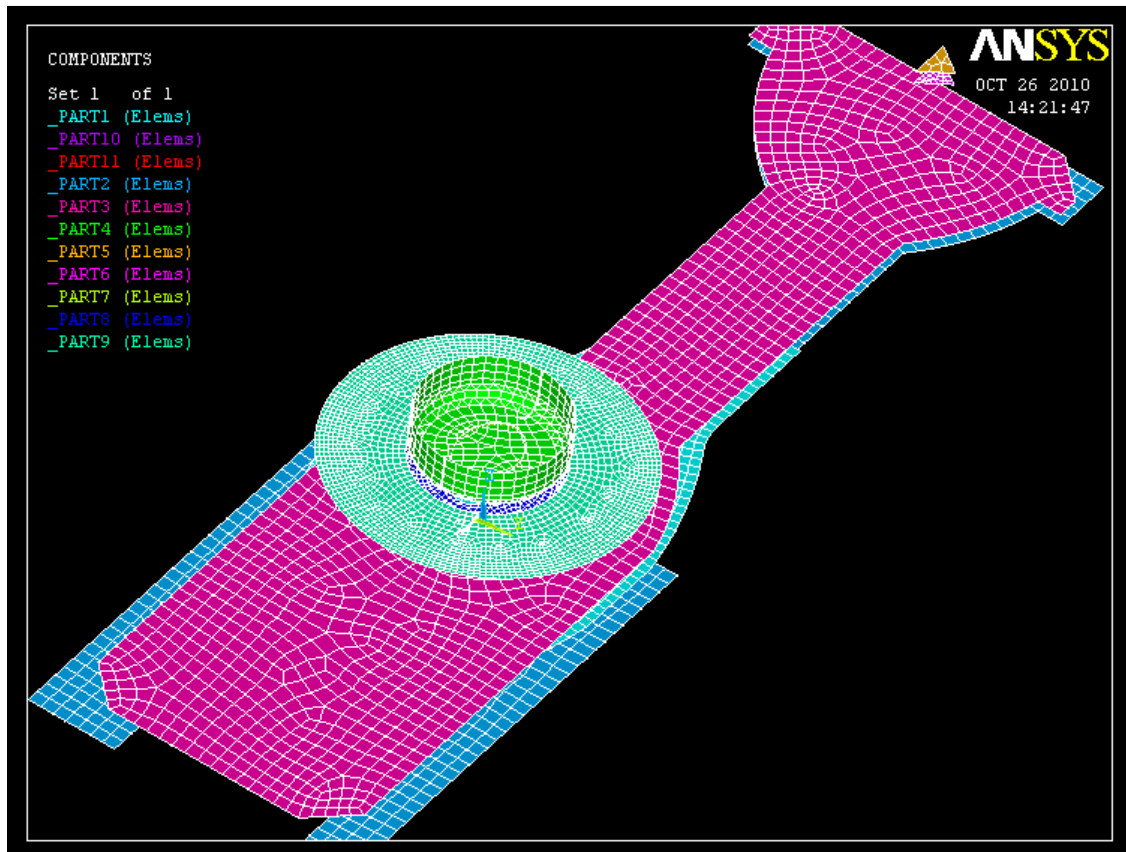 COMPONENTS
Set 1 of 1
_PART1 (Elems)
_PART10 (Elems)
_PART11 (Elems)
_PART2 (Elems)
_PART3 (Elems)
_PART4 (Elems)
_PART5 (Elems)
_PART6 (Elems)
_PART7 (Elems)
_PART8 (Elems)
_PART9 (Elems)
ANSYS
OCT 26 2010
14:21:47